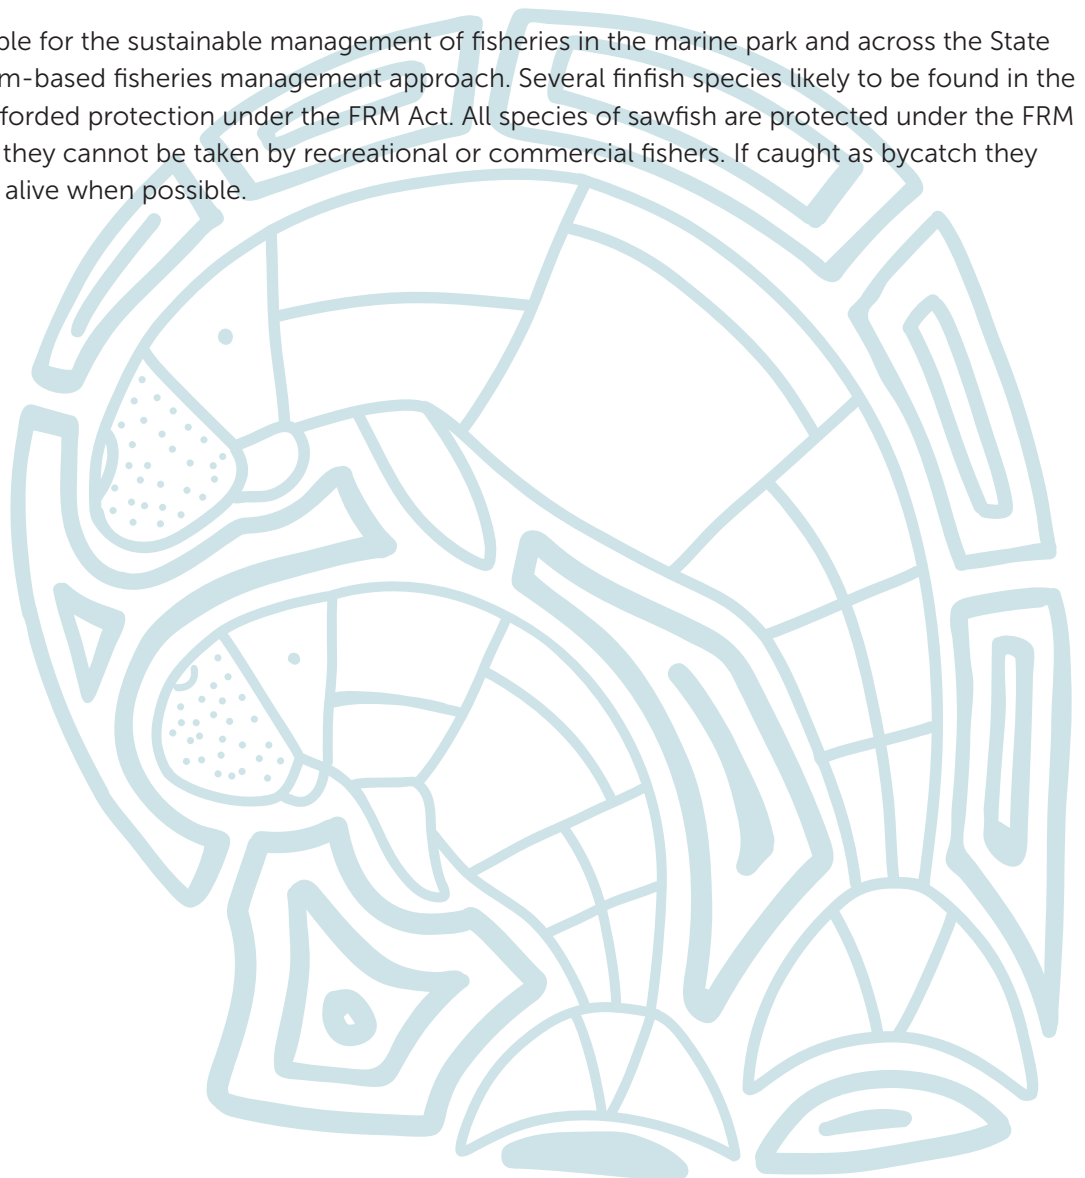 ble for the sustainable management of fisheries in the marine park and across the State
m-based fisheries management approach. Several finfish species likely to be found in the
forded protection under the FRM Act. All species of sawfish are protected under the FRM
they cannot be taken by recreational or commercial fishers. If caught as bycatch they
alive when possible.